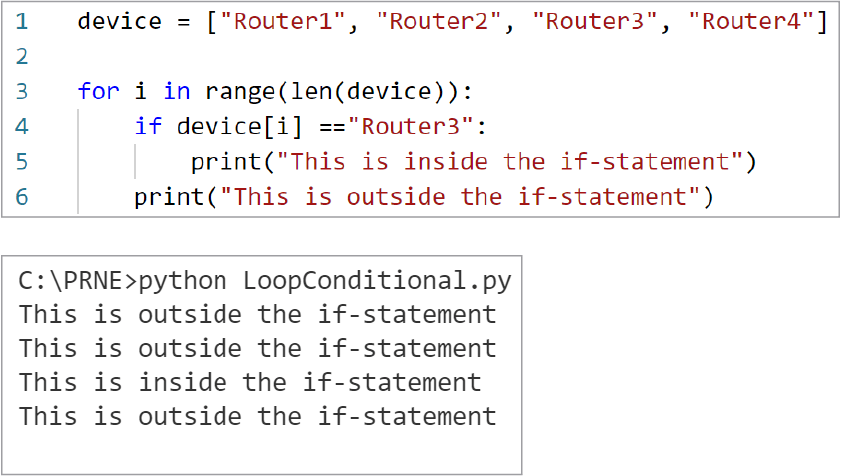 1 device = ["Router1", "Router2", "Router3", "Router4"]
2
3 for i in range(len(device)):
4 if device[i] =="Router3":
5 print("This is inside the if-statement")
6 print("This is outside the if-statement")
C:\PRNE>python LoopConditional.py
This is outside the if-statement
This is outside the if-statement
This is inside the if-statement
This is outside the if-statement